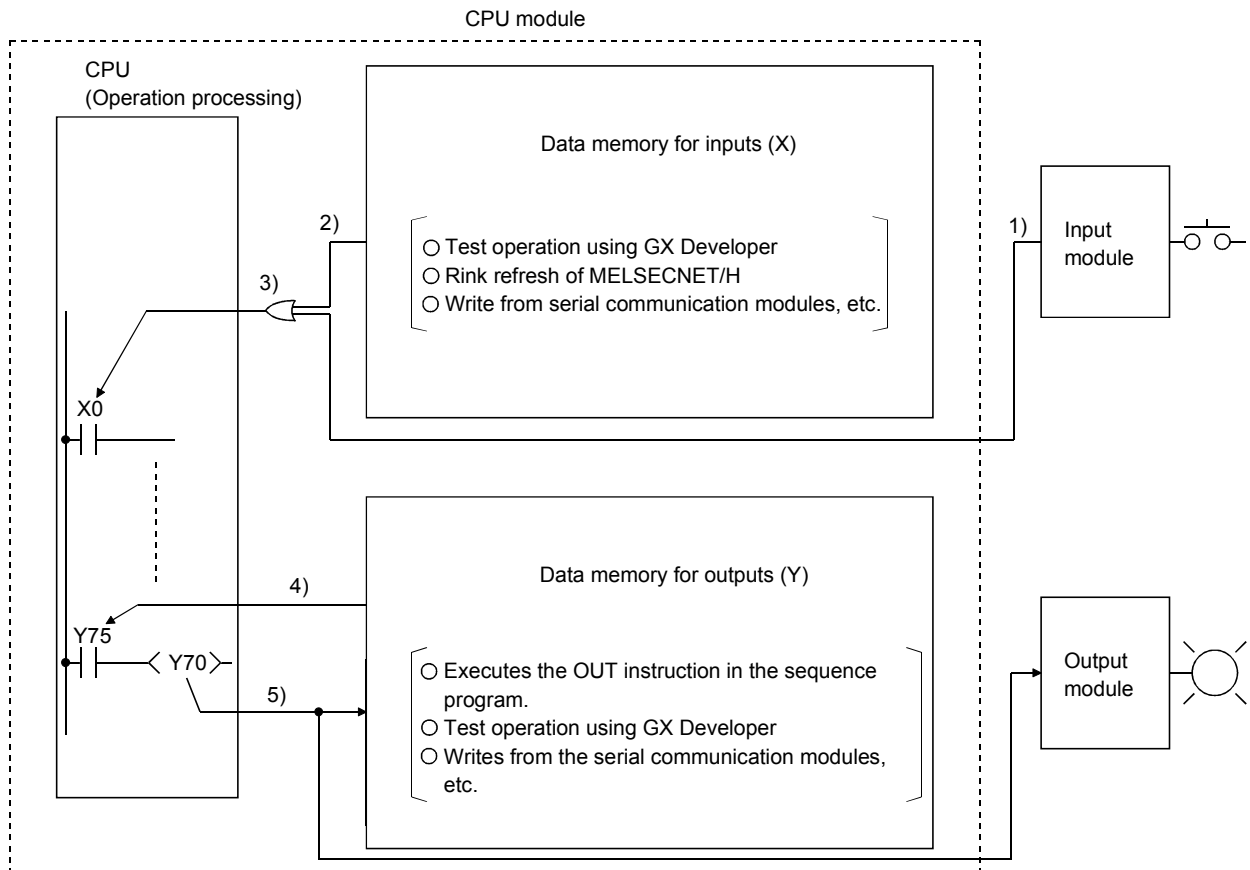 CPU module
CPU
(Operation processing)
Data memory for inputs (X)
2)
○ Test operation using GX Developer
○ Rink refresh of MELSECNET/H
○ Write from serial communication modules, etc.
1)
Input
module
3)
X0
Data memory for outputs (Y)
4)
Y75
Y70
5)
○ Executes the OUT instruction in the sequence
program.
○ Test operation using GX Developer
○ Writes from the serial communication modules,
etc.
Output
module